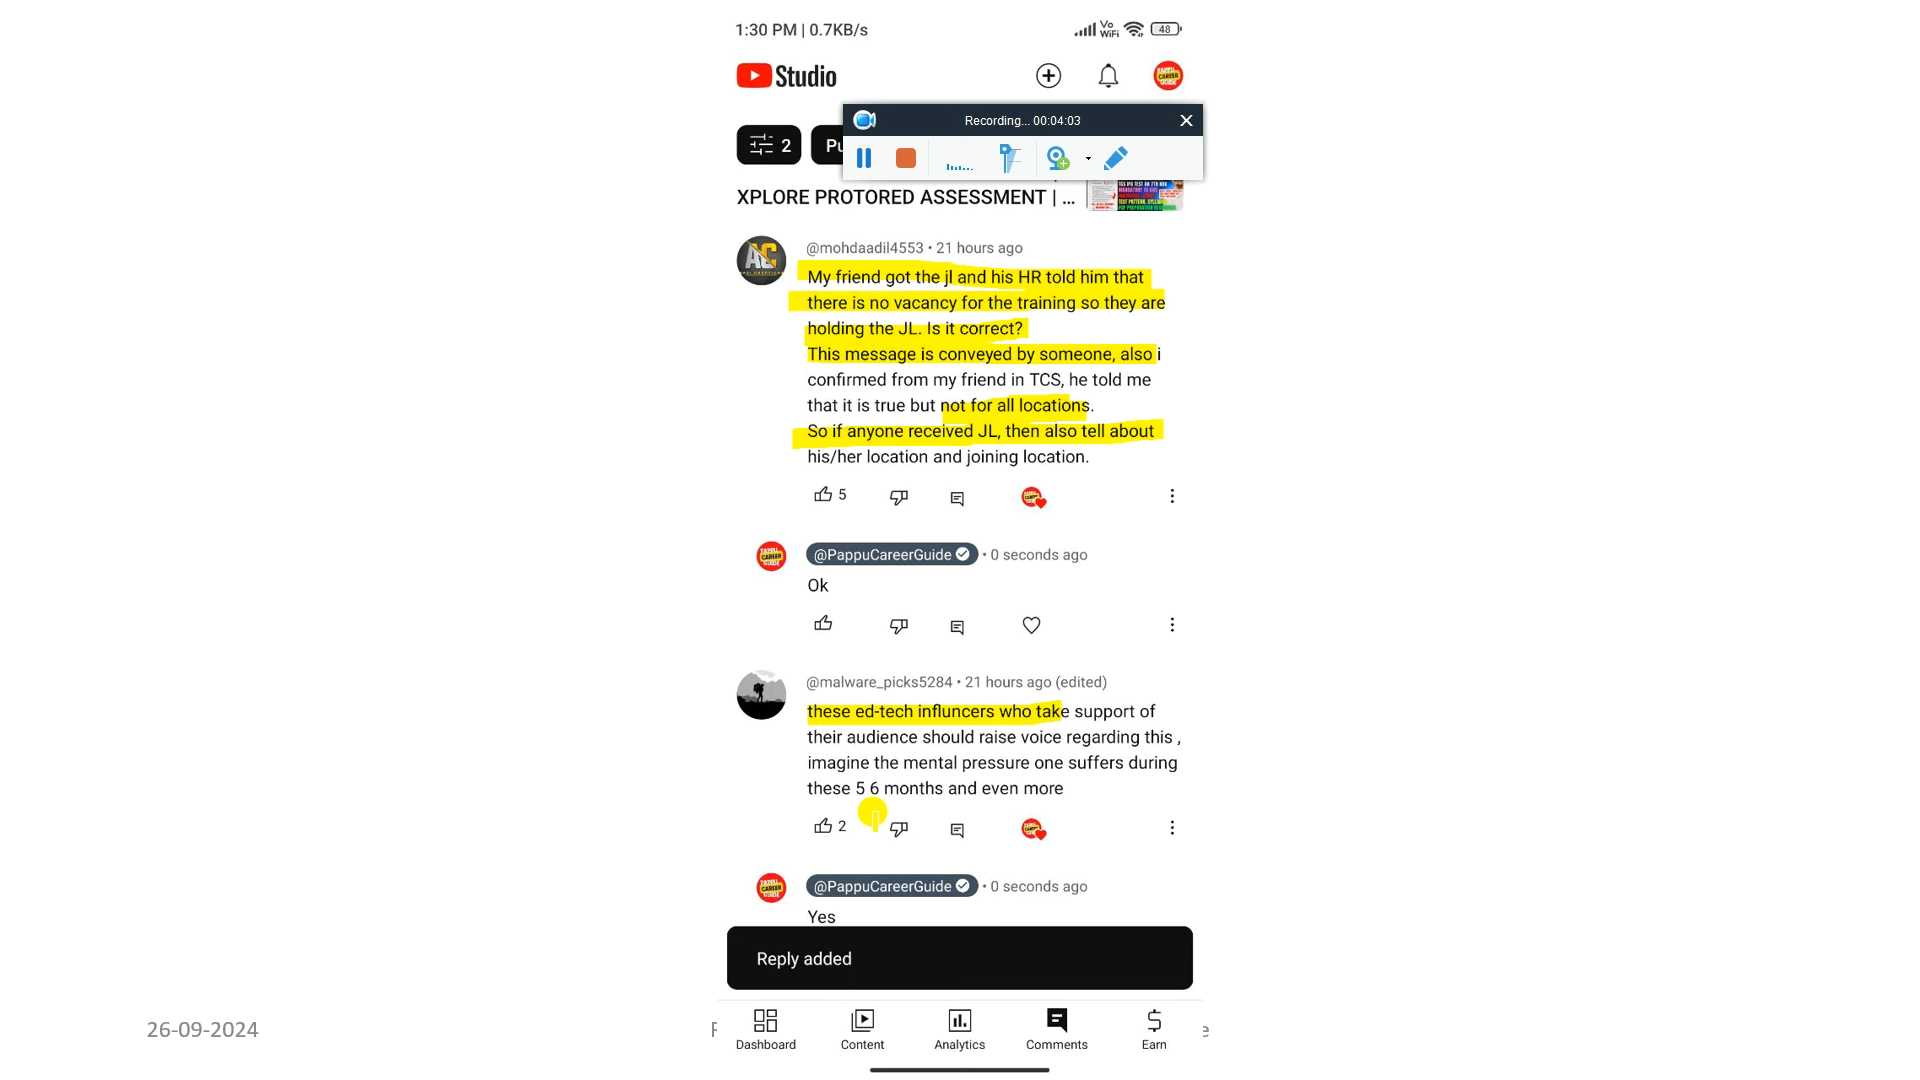 1:30 PM | 0.7KB/s
Vo
WiFi
48
Studio
PAPPU
CAREER
GUIDE
Recording... 00:04:03
2
Pu
XPLORE PROTORED ASSESSMENT | ...
@mohdaadil4553 • 21 hours ago
My friend got the jl and his HR told him that
there is no vacancy for the training so they are
holding the JL. Is it correct?
This message is conveyed by someone, also i
confirmed from my friend in TCS, he told me
that it is true but not for all locations.
So if anyone received JL, then also tell about
his/her location and joining location.
5
@PappuCareerGuide • 0 seconds ago
Ok
@malware_picks5284 • 21 hours ago (edited)
these ed-tech influncers who take support of
their audience should raise voice regarding this ,
imagine the mental pressure one suffers during
these 5 6 months and even more
2
@PappuCareerGuide • 0 seconds ago
Yes
Reply added
26-09-2024
Dashboard
Content
Analytics
Comments
Earn